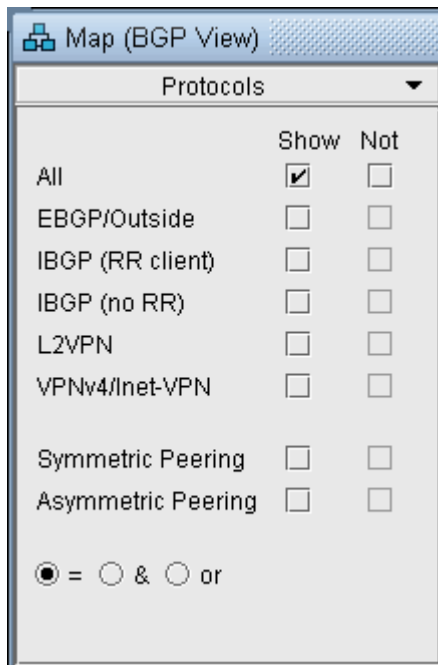 Map (BGP View)
Protocols
Show Not
All
EBGP/Outside
IBGP (RR client)
IBGP (no RR)
L2VPN
VPNv4/Inet-VPN
Symmetric Peering
Asymmetric Peering
= & or